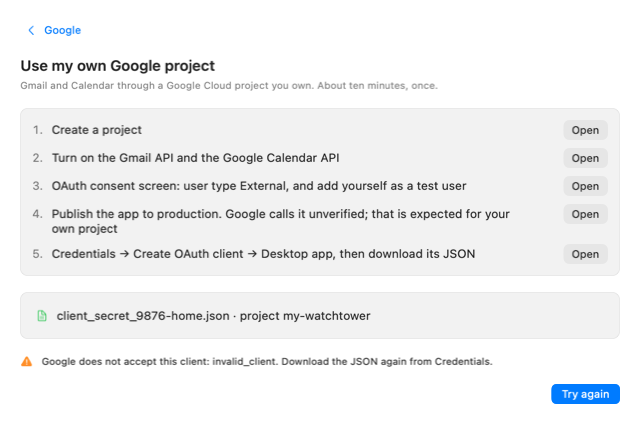 Google
Use my own Google project
Gmail and Calendar through a Google Cloud project you own. About ten minutes, once.
1. Create a project Open
2. Turn on the Gmail API and the Google Calendar API Open
3. OAuth consent screen: user type External, and add yourself as a test user Open
4. Publish the app to production. Google calls it unverified; that is expected for your Open
own project
5. Credentials → Create OAuth client → Desktop app, then download its JSON Open
client_secret_9876-home.json · project my-watchtower
Google does not accept this client: invalid_client. Download the JSON again from Credentials.
Try again